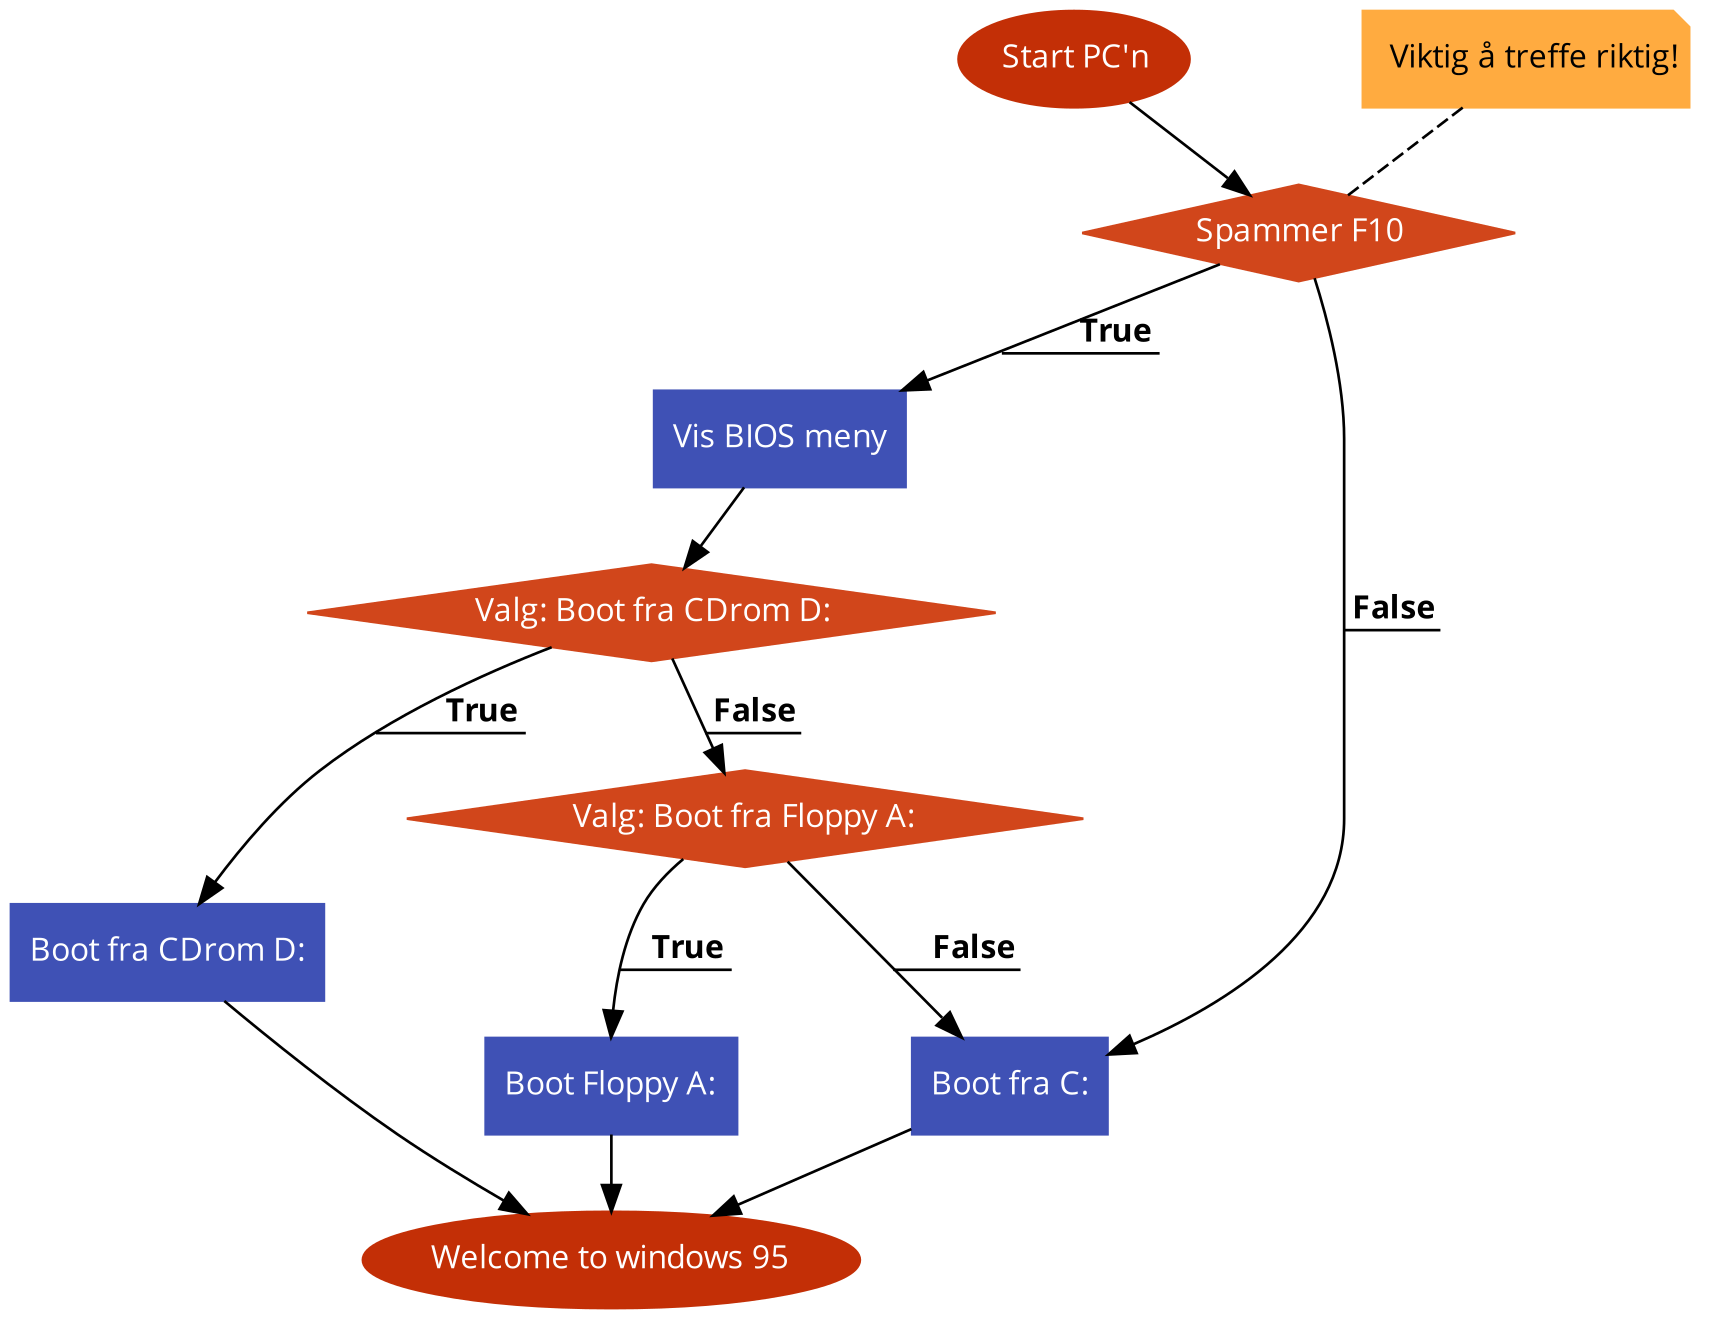 Start PC'n
Viktig å treffe riktig!
Spammer F10
True
Vis BIOS meny
False
Valg: Boot fra CDrom D:
True
False
Valg: Boot fra Floppy A:
Boot fra CDrom D:
True
False
Boot Floppy A:
Boot fra C:
Welcome to windows 95